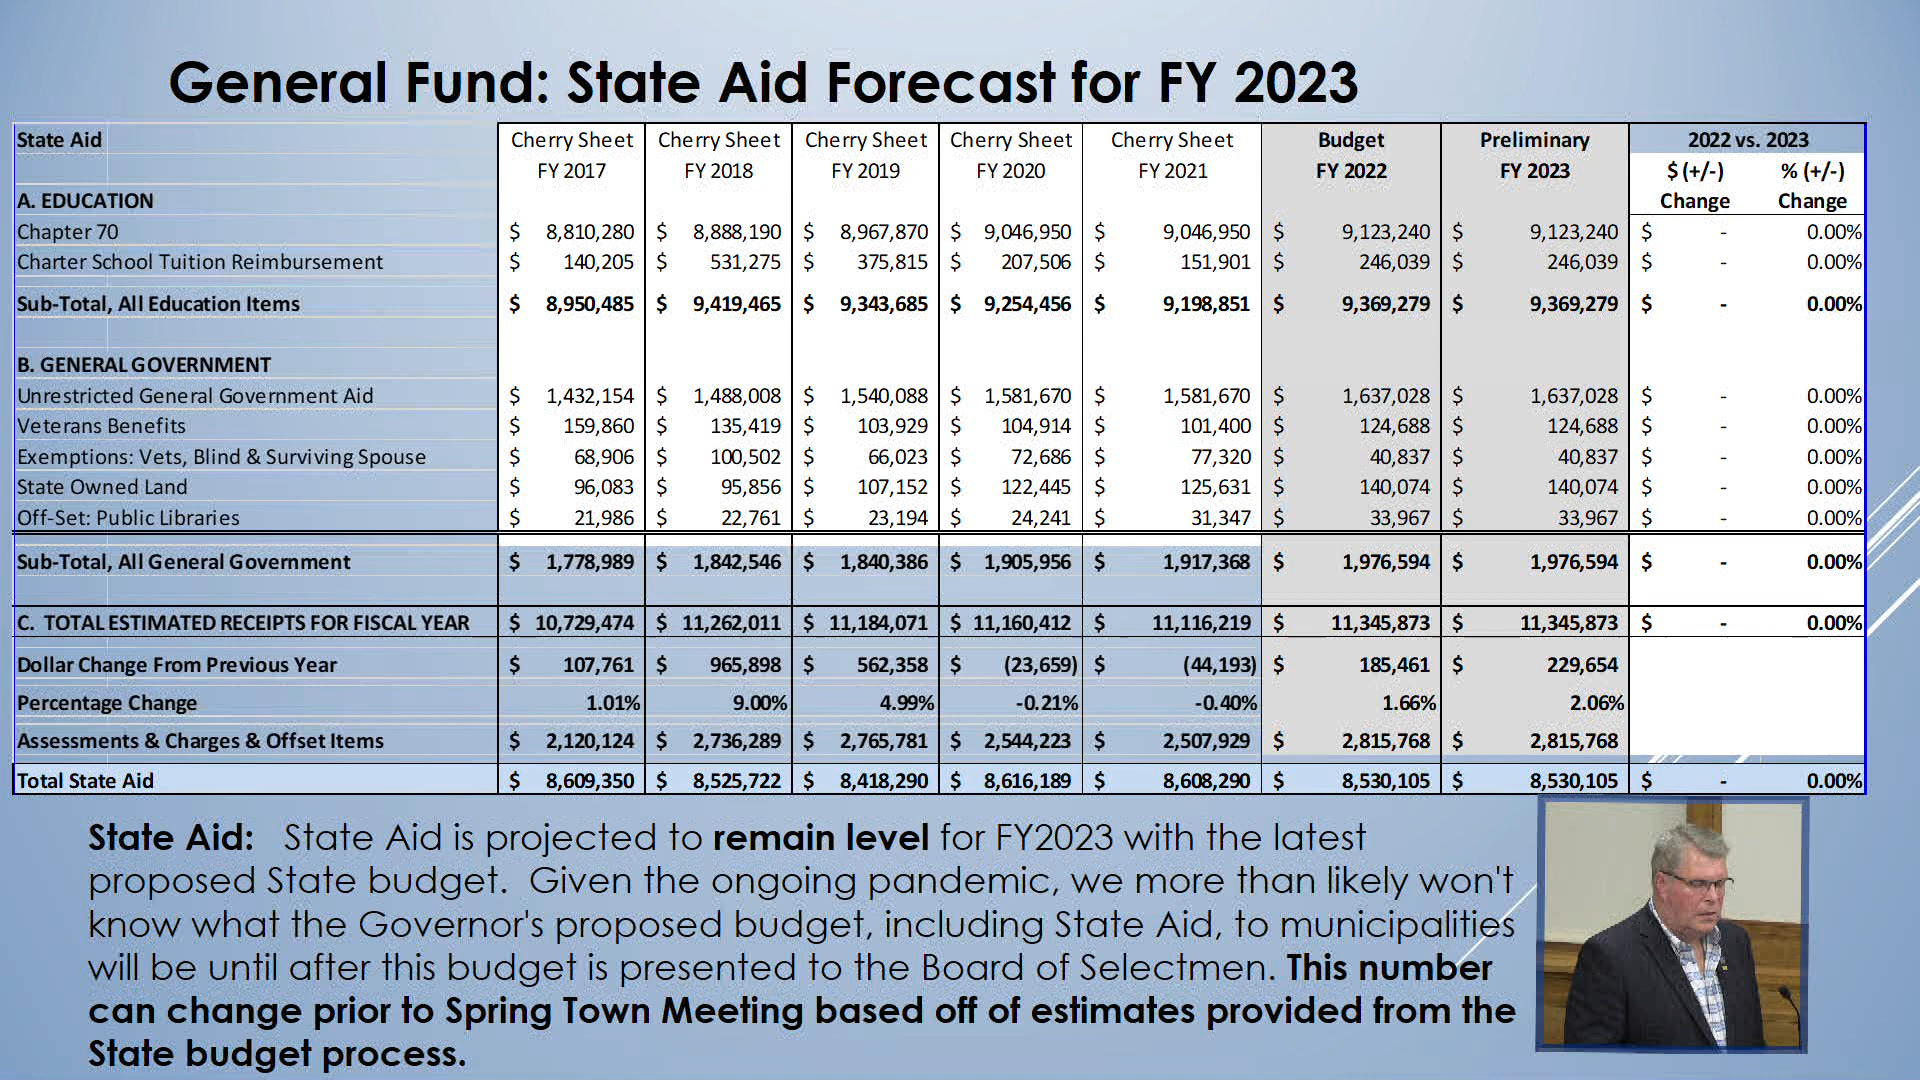 General Fund: State Aid Forecast for FY 2023
State Aid Cherry Sheet Cherry Sheet Cherry Sheet Cherry Sheet Cherry Sheet Budget Preliminary 2022 vs. 2023
FY 2017 FY 2018 FY 2019 FY 2020 FY 2021 FY 2022 FY 2023 $ (+/-) % (+/-)
A. EDUCATION Change Change
Chapter 70 $ 8,810,280 $ 8,888,190 $ 8,967,870 $ 9,046,950 $ 9,046,950 $ 9,123,240 $ 9,123,240 $ - 0.00%
Charter School Tuition Reimbursement $ 140,205 $ 531,275 $ 375,815 $ 207,506 $ 151,901 $ 246,039 $ 246,039 $ - 0.00%
Sub-Total, All Education Items $ 8,950,485 $ 9,419,465 $ 9,343,685 $ 9,254,456 $ 9,198,851 $ 9,369,279 $ 9,369,279 $ - 0.00%
B. GENERAL GOVERNMENT
Unrestricted General Government Aid $ 1,432,154 $ 1,488,008 $ 1,540,088 $ 1,581,670 $ 1,581,670 $ 1,637,028 $ 1,637,028 $ - 0.00%
Veterans Benefits $ 159,860 $ 135,419 $ 103,929 $ 104,914 $ 101,400 $ 124,688 $ 124,688 $ - 0.00%
Exemptions: Vets, Blind & Surviving Spouse $ 68,906 $ 100,502 $ 66,023 $ 72,686 $ 77,320 $ 40,837 $ 40,837 $ - 0.00%
State Owned Land $ 96,083 $ 95,856 $ 107,152 $ 122,445 $ 125,631 $ 140,074 $ 140,074 $ - 0.00%
Off-Set: Public Libraries $ 21,986 $ 22,761 $ 23,194 $ 24,241 $ 31,347 $ 33,967 $ 33,967 $ - 0.00%
Sub-Total, All General Government $ 1,778,989 $ 1,842,546 $ 1,840,386 $ 1,905,956 $ 1,917,368 $ 1,976,594 $ 1,976,594 $ - 0.00%
C. TOTAL ESTIMATED RECEIPTS FOR FISCAL YEAR $ 10,729,474 $ 11,262,011 $ 11,184,071 $ 11,160,412 $ 11,116,219 $ 11,345,873 $ 11,345,873 $ - 0.00%
Dollar Change From Previous Year $ 107,761 $ 965,898 $ 562,358 $ (23,659) $ (44,193) $ 185,461 $ 229,654
Percentage Change 1.01% 9.00% 4.99% -0.21% -0.40% 1.66% 2.06%
Assessments & Charges & Offset Items $ 2,120,124 $ 2,736,289 $ 2,765,781 $ 2,544,223 $ 2,507,929 $ 2,815,768 $ 2,815,768
Total State Aid $ 8,609,350 $ 8,525,722 $ 8,418,290 $ 8,616,189 $ 8,608,290 $ 8,530,105 $ 8,530,105 $ - 0.00%
State Aid: State Aid is projected to remain level for FY2023 with the latest
proposed State budget. Given the ongoing pandemic, we more than likely won't
know what the Governor's proposed budget, including State Aid, to municipalities
will be until after this budget is presented to the Board of Selectmen. This number
can change prior to Spring Town Meeting based off of estimates provided from the
State budget process.